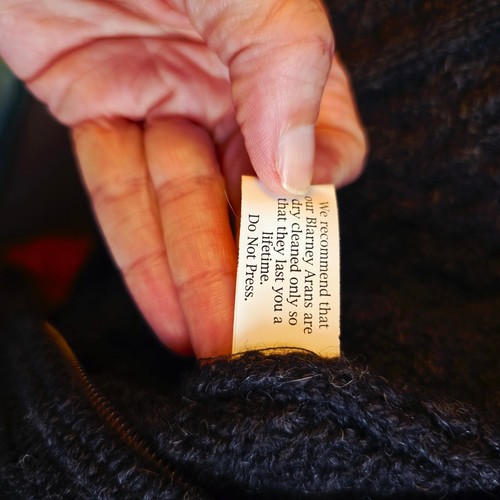 We recommend that
our Blarney Arans are
dry cleaned only so
that they last you a
lifetime.
Do Not Press.